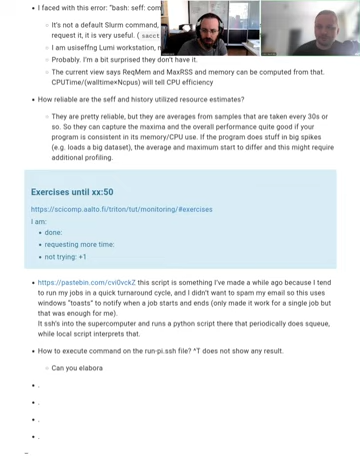 • I faced with this error: "bash: seff: com
○ It's not a default Slurm command,
request it, it is very useful. ( sacct
○ I am usiseffng Lumi workstation, n
○ Probably. I'm a bit surprised they don't have it.
○ The current view says ReqMem and MaxRSS and memory can be computed from that.
CPUTime/(walltime×Ncpus) will tell CPU efficiency
• How reliable are the seff and history utilized resource estimates?
○ They are pretty reliable, but they are averages from samples that are taken every 30s or
so. So they can capture the maxima and the overall performance quite good if your
program is consistent in its memory/CPU use. If the program does stuff in big spikes
(e.g. loads a big dataset), the average and maximum start to differ and this might require
additional profiling.
Exercises until xx:50
https://scicomp.aalto.fi/triton/tut/monitoring/#exercises
I am:
• done:
• requesting more time:
• not trying: +1
• https://pastebin.com/cvi0vckZ this script is something I've made a while ago because I tend
to run my jobs in a quick turnaround cycle, and I didn't want to spam my email so this uses
windows "toasts" to notify when a job starts and ends (only made it work for a single job but
that was enough for me).
It ssh's into the supercomputer and runs a python script there that periodically does squeue,
while local script interprets that.
• How to execute command on the run-pi.ssh file? ^T does not show any result.
○ Can you elabora
• .
• .
• .
• .